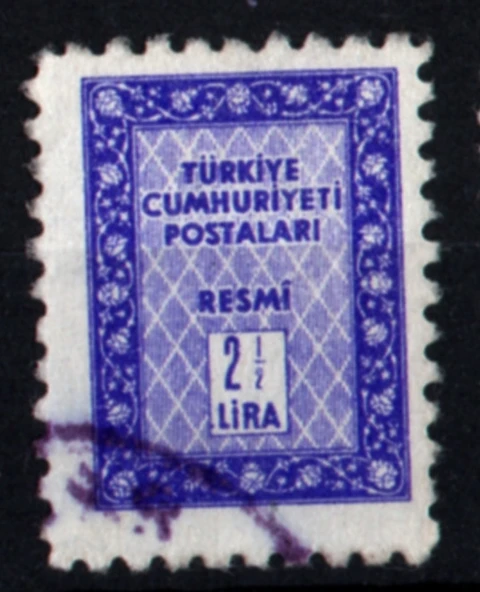 TÜRKİYE
CUMHURİYETİ
POSTALARI
RESMÎ
2 1/2
LİRA